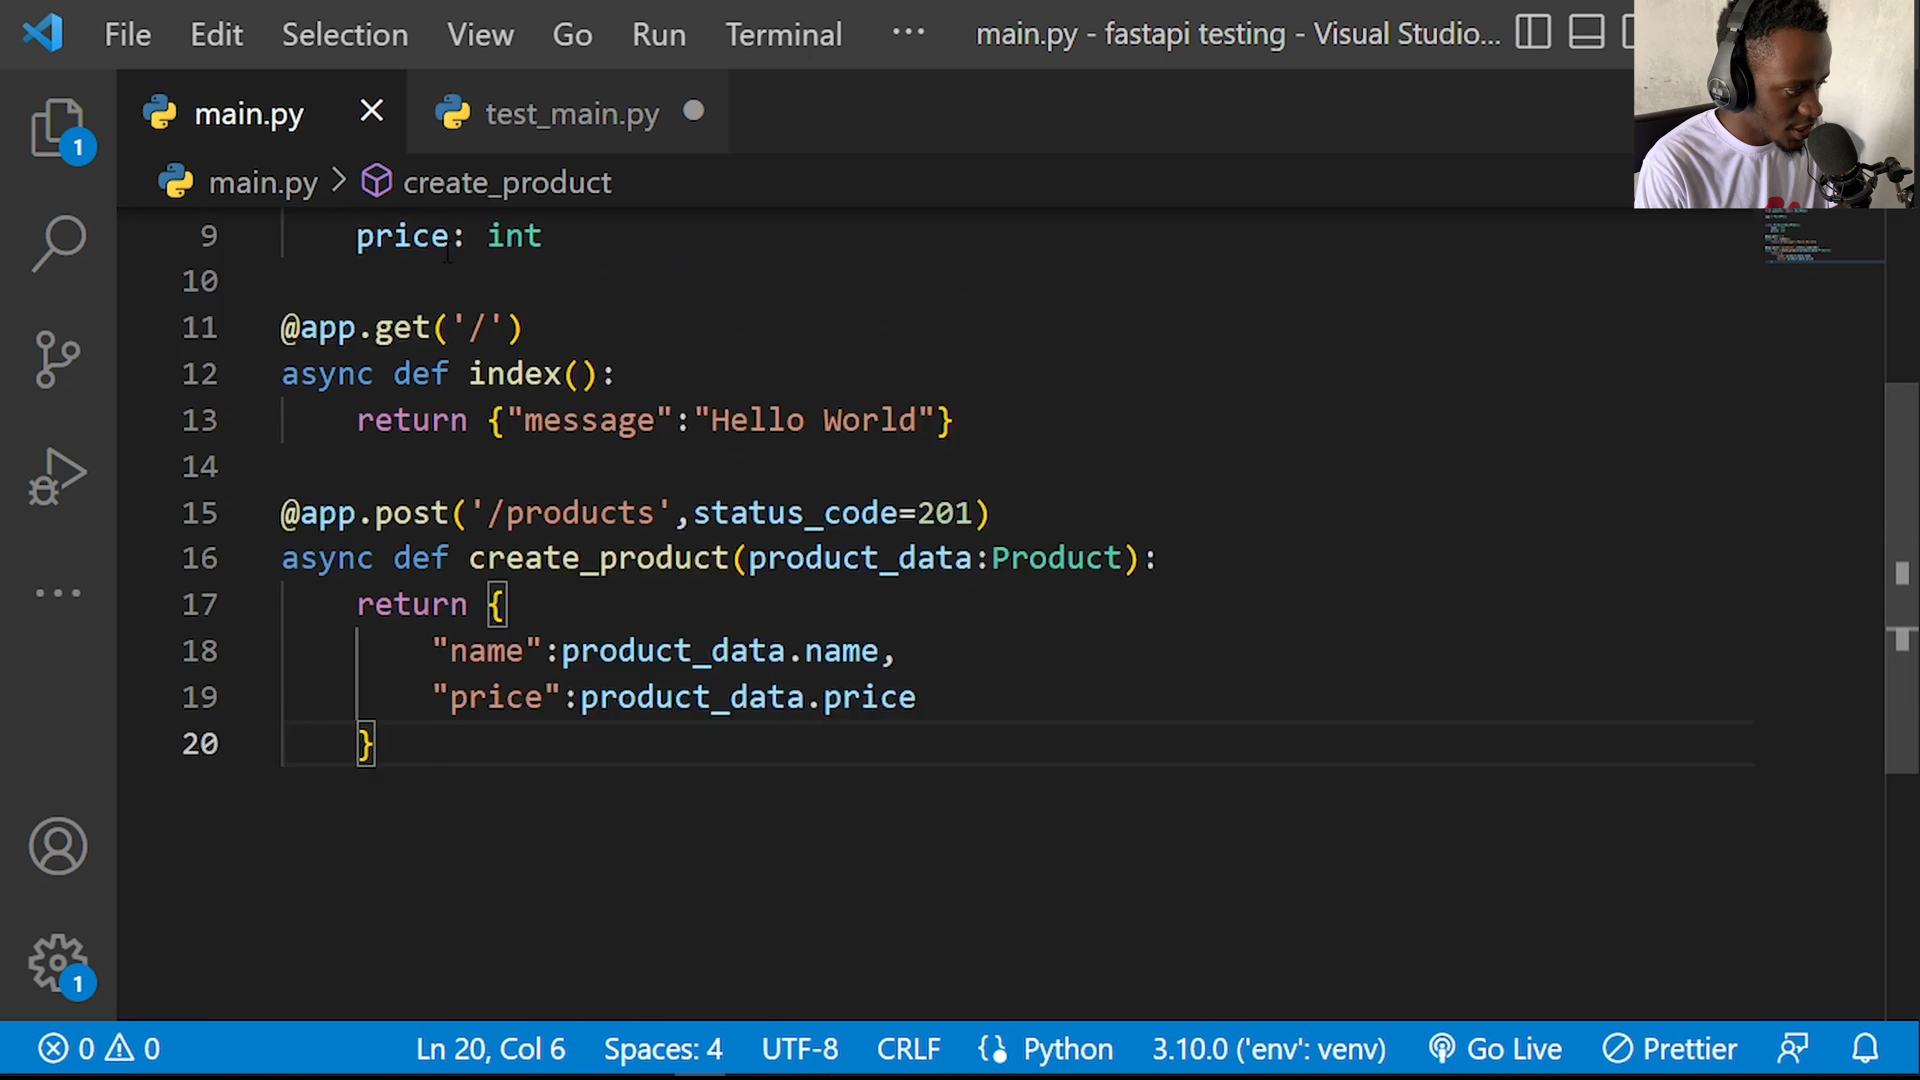 File Edit Selection View Go Run Terminal ··· main.py - fastapi testing - Visual Studio...
main.py test_main.py
main.py > create_product
9 price: int
10
11 @app.get('/')
12 async def index():
13 return {"message":"Hello World"}
14
15 @app.post('/products',status_code=201)
16 async def create_product(product_data:Product):
17 return {
18 "name":product_data.name,
19 "price":product_data.price
20 }
1
1
0 0 Ln 20, Col 6 Spaces: 4 UTF-8 CRLF Python 3.10.0 ('env': venv) Go Live Prettier